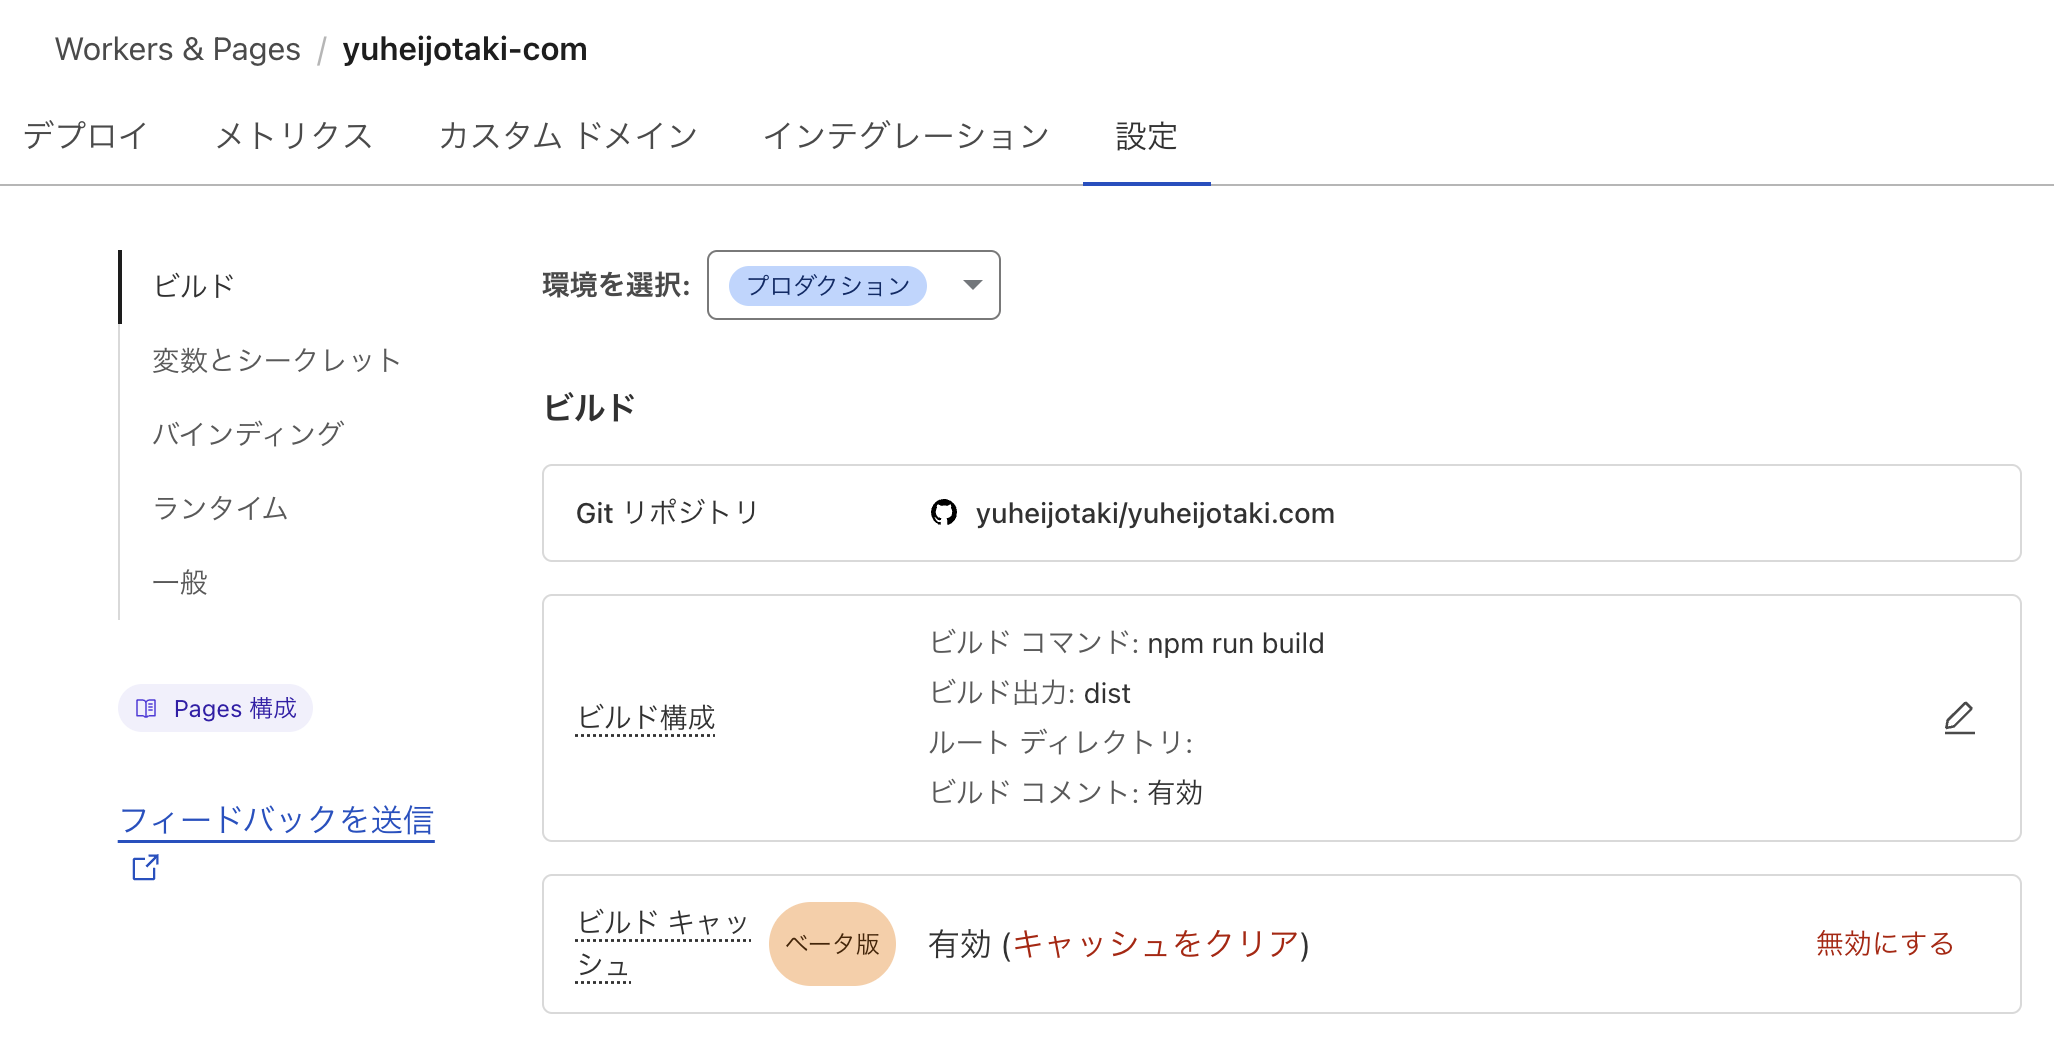 Workers & Pages / yuheijotaki-com
デプロイ メトリクス カスタム ドメイン インテグレーション 設定
ビルド
変数とシークレット
バインディング
ランタイム
一般
Pages 構成
フィードバックを送信
環境を選択: プロダクション
ビルド
Git リポジトリ yuheijotaki/yuheijotaki.com
ビルド構成
ビルド コマンド: npm run build
ビルド出力: dist
ルート ディレクトリ:
ビルド コメント: 有効
ビルド キャッ
シュ
ベータ版
有効 (キャッシュをクリア)
無効にする